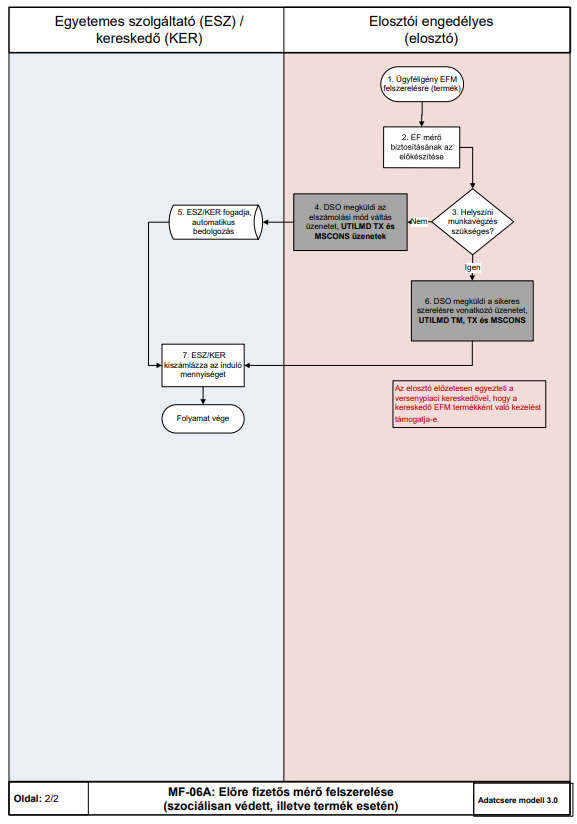 Egyetemes szolgáltató (ESZ) /
kereskedő (KER)
Elosztói engedélyes
(elosztó)
1. Ügyféligény EFM
felszerelésre (termék)
2. EF mérő
biztosításának az
előkészítése
3. Helyszíni
munkavégzés
szükséges?
Nem
4. DSO megküldi az
elszámolási mód váltás
üzenetet, UTILMD TX és
MSCONS üzenetek
5. ESZ/KER fogadja,
automatikus
bedolgozás
Igen
6. DSO megküldi a sikeres
szerelésre vonatkozó üzenetet,
UTILMD TM, TX és MSCONS
7. ESZ/KER
kiszámlázza az induló
mennyiséget
Folyamat vége
Az elosztó előzetesen egyezteti a
versenypiaci kereskedővel, hogy a
kereskedő EFM termékként való kezelést
támogatja-e.
Oldal: 2/2
MF-06A: Előre fizetős mérő felszerelése
(szociálisan védett, illetve termék esetén)
Adatcsere modell 3.0